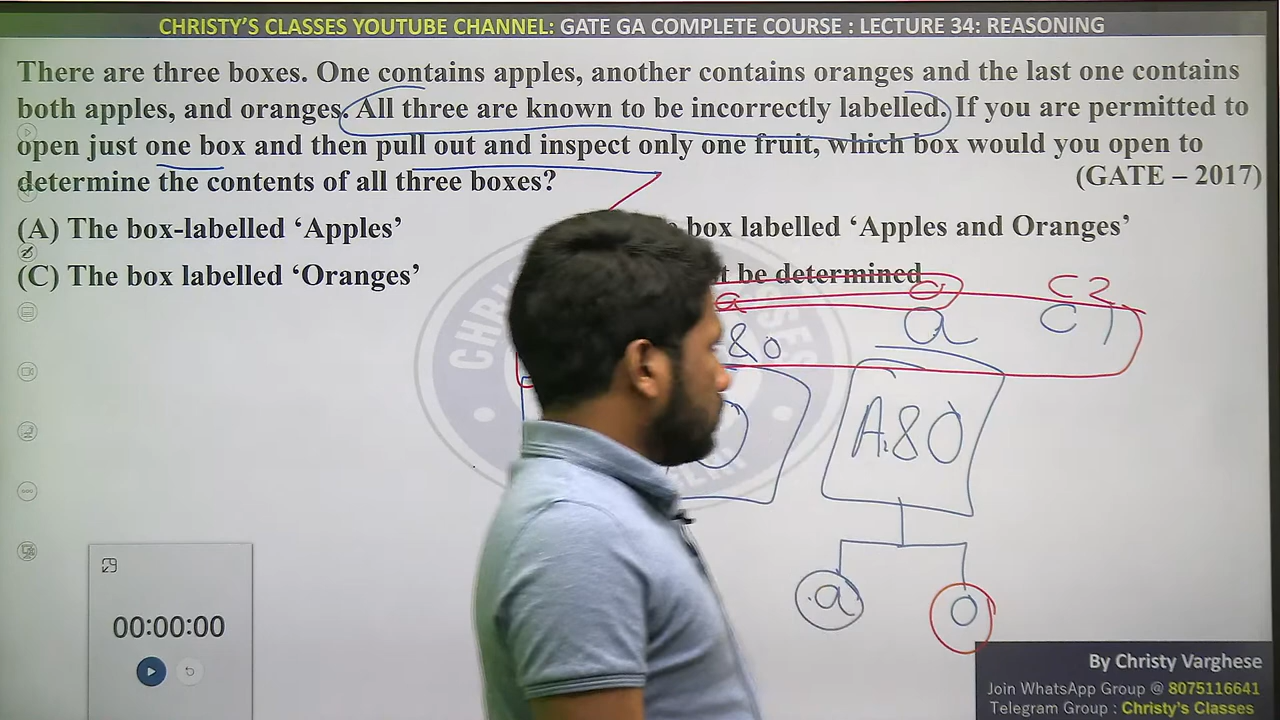 CHRISTY'S CLASSES YOUTUBE CHANNEL: GATE GA COMPLETE COURSE : LECTURE 34: REASONING
There are three boxes. One contains apples, another contains oranges and the last one contains
both apples, and oranges. All three are known to be incorrectly labelled. If you are permitted to
open just one box and then pull out and inspect only one fruit, which box would you open to
determine the contents of all three boxes?
(GATE – 2017)
(A) The box-labelled ‘Apples’
box labelled ‘Apples and Oranges’
(C) The box labelled ‘Oranges’
be determined
a
o
C2
&o
a
C1
O
A&O
a
o
00:00:00
By Christy Varghese
Join WhatsApp Group @ 8075116641
Telegram Group : Christy's Classes